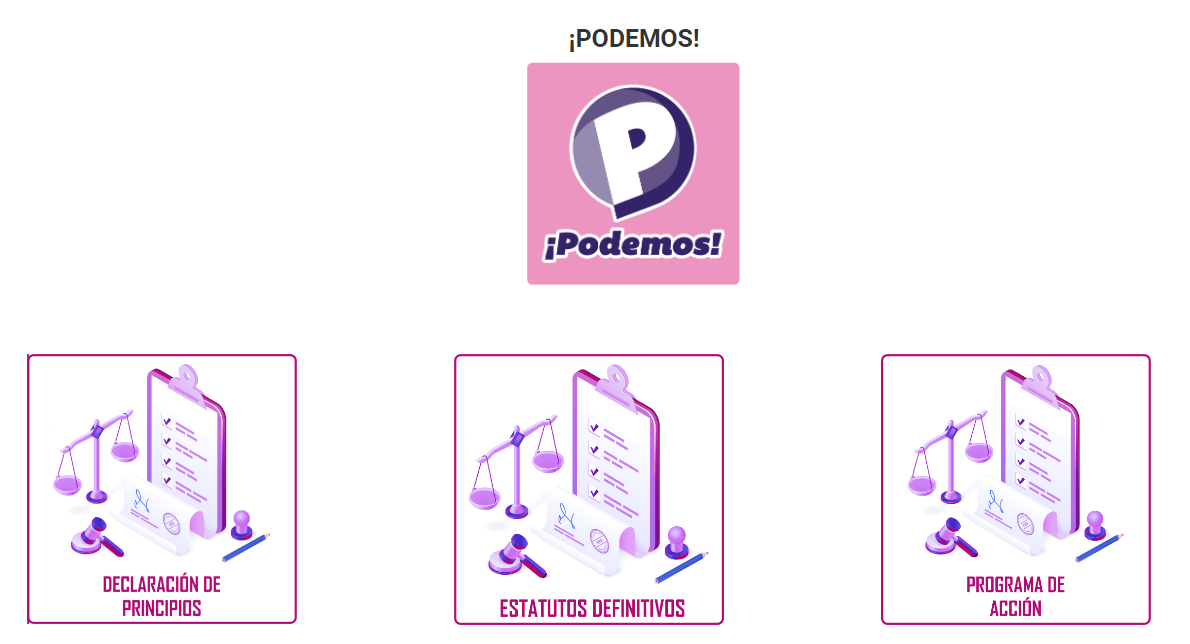 ¡PODEMOS!
P
¡Podemos!
DECLARACIÓN DE
PRINCIPIOS
ESTATUTOS DEFINITIVOS
PROGRAMA DE
ACCIÓN